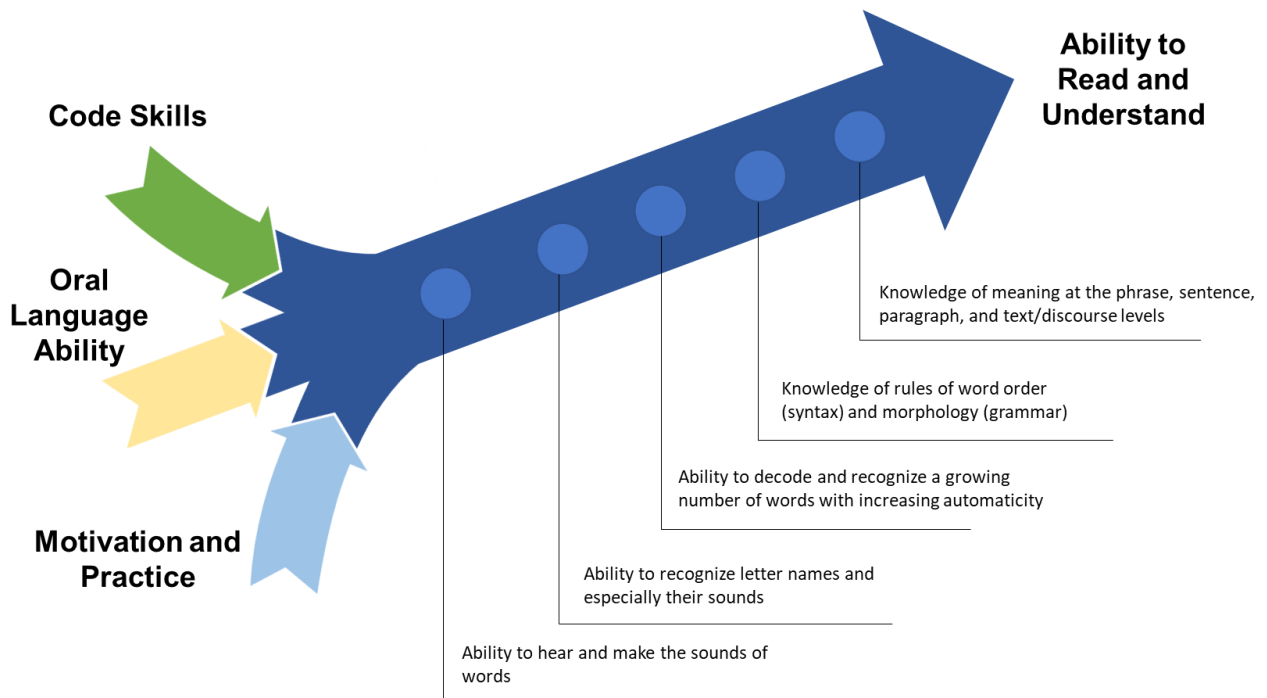 Code Skills
Oral
Language
Ability
Motivation and
Practice
Ability to
Read and
Understand
Knowledge of meaning at the phrase, sentence,
paragraph, and text/discourse levels
Knowledge of rules of word order
(syntax) and morphology (grammar)
Ability to decode and recognize a growing
number of words with increasing automaticity
Ability to recognize letter names and
especially their sounds
Ability to hear and make the sounds of
words